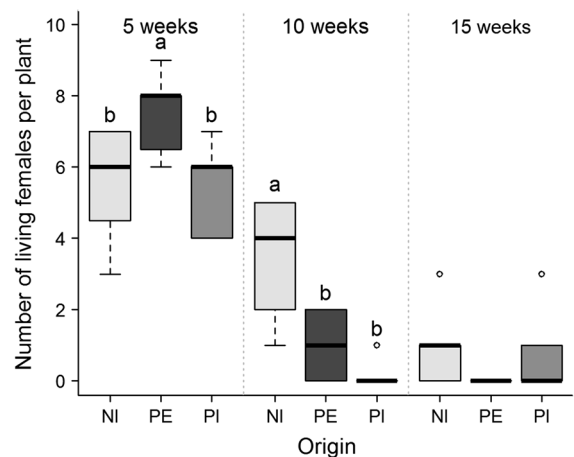 5 weeks 10 weeks 15 weeks
Number of living females per plant
10
8
6
4
2
0
b a b
a b b
NI PE PI NI PE PI NI PE PI
Origin